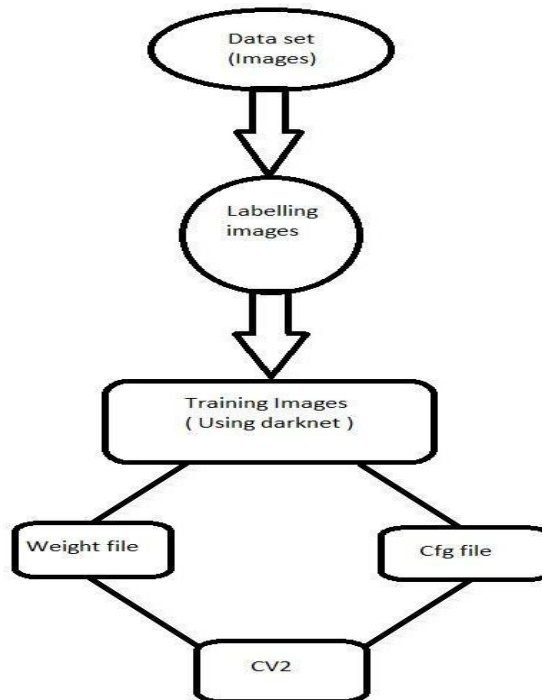 Data set
(Images)
Labelling
images
Training Images
( Using darknet )
Weight file
Cfg file
CV2